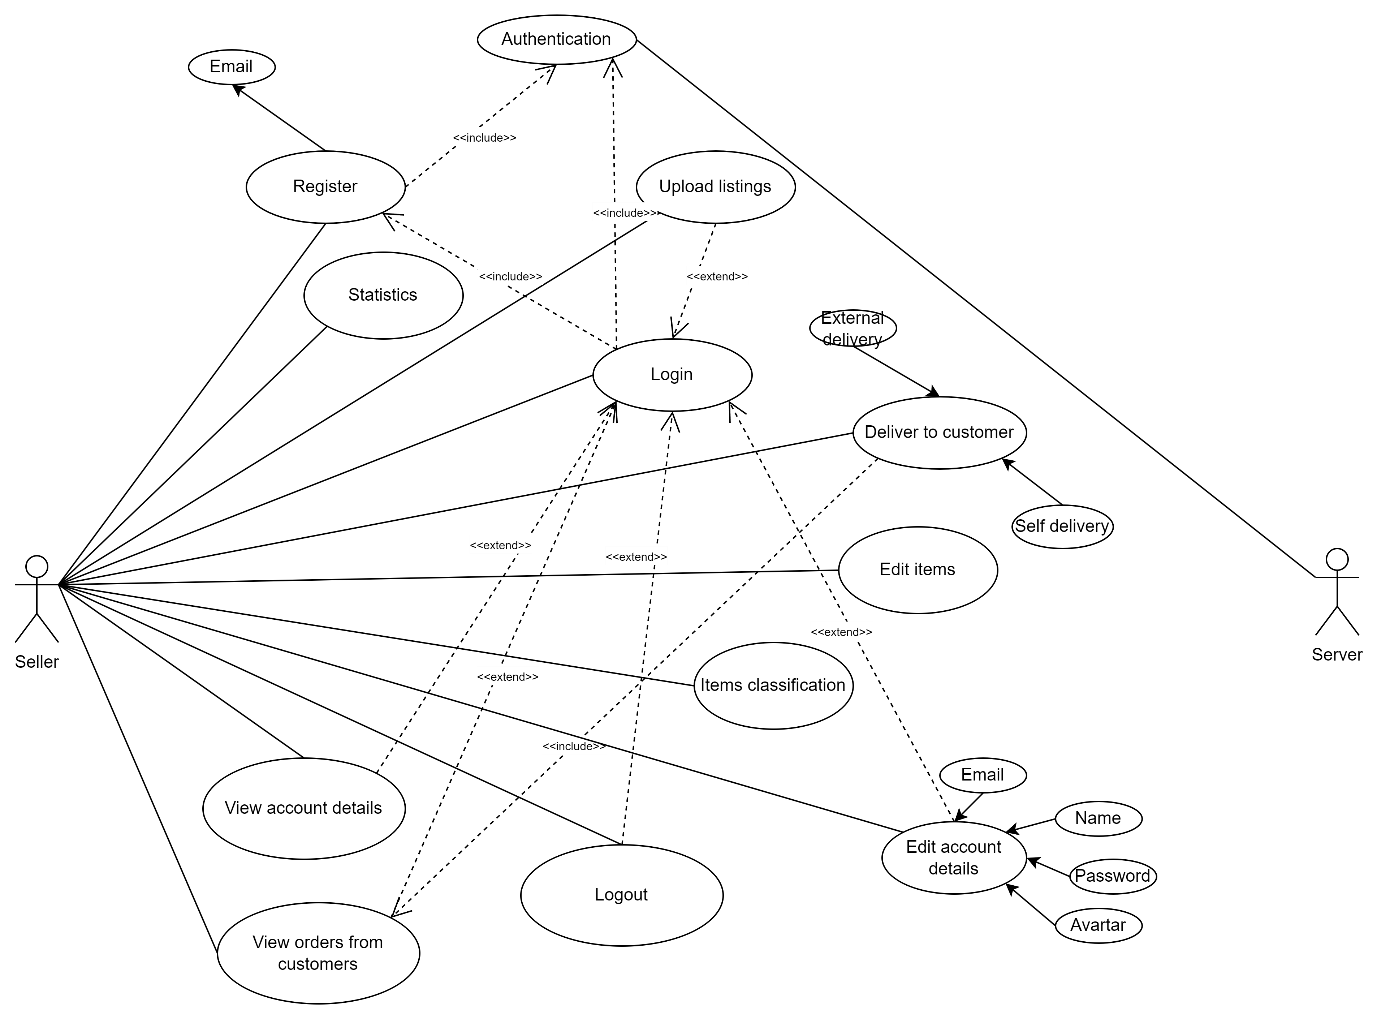 Authentication
Email
<<include>>
Register
Upload listings
<<include>>
<<include>>
<<extend>>
Statistics
External
delivery
Login
Deliver to customer
Self delivery
<<extend>>
<<extend>>
Edit items
<<extend>>
Seller
Server
<<extend>>
Items classification
<<include>>
Email
View account details
Name
Edit account
details
Password
Logout
Avartar
View orders from
customers